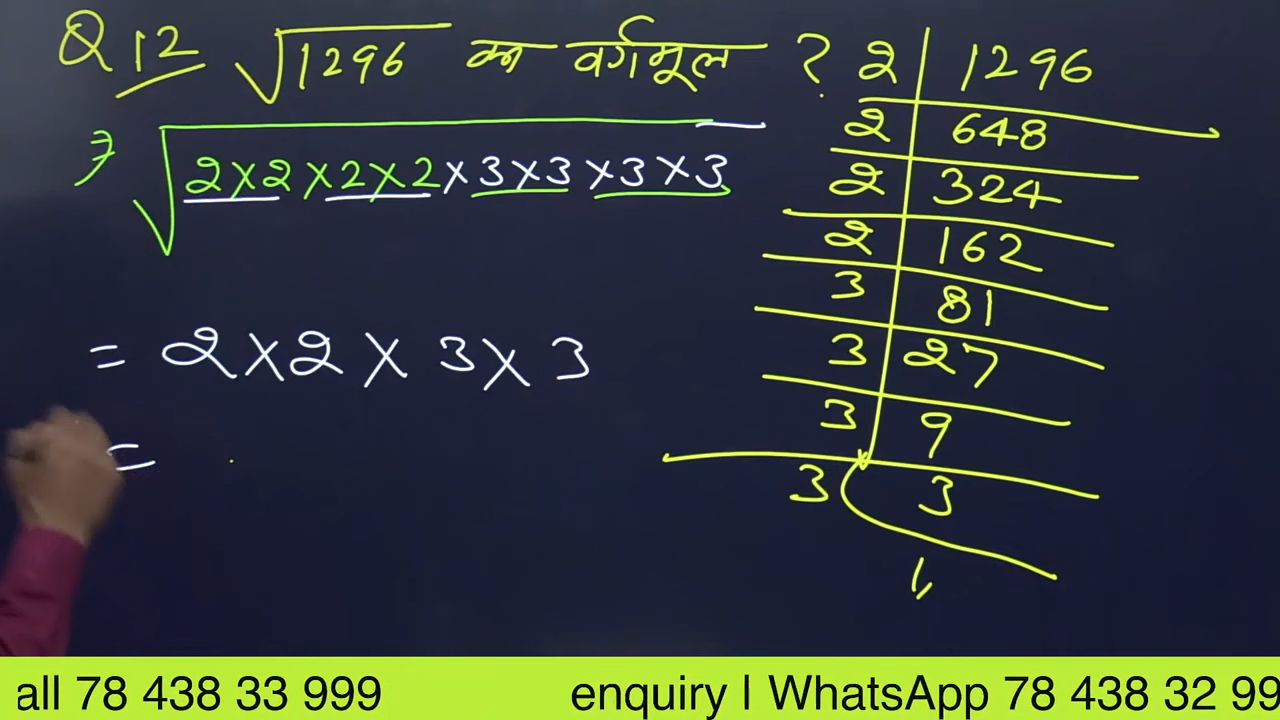 Q 12 √1296 का वर्गमूल ?
⇒ √2×2×2×2×3×3×3×3
= 2×2×3×3
=
2 | 1296
2 | 648
2 | 324
2 | 162
3 | 81
3 | 27
3 | 9
3 | 3
1,
all 78 438 33 999 enquiry I WhatsApp 78 438 32 99